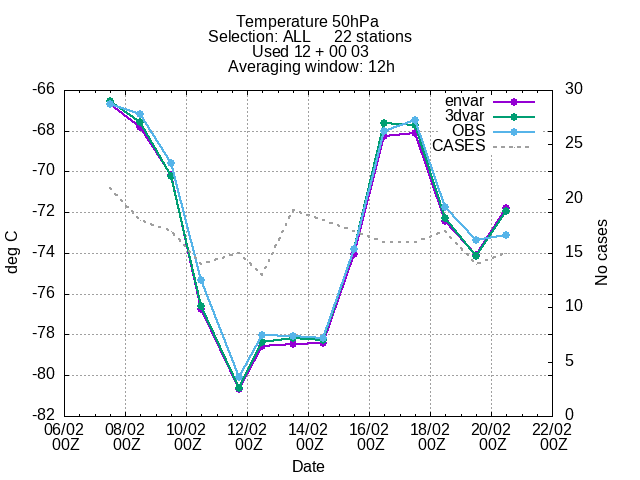 Temperature 50hPa
Selection: ALL 22 stations
Used 12 + 00 03
Averaging window: 12h
-66 30
envar
3dvar
OBS
CASES
-68 25
-70
-72 20
-74 15
-76
-78 10
-80 5
-82 0
deg C
No cases
06/02 08/02 10/02 12/02 14/02 16/02 18/02 20/02 22/02
00Z 00Z 00Z 00Z 00Z 00Z 00Z 00Z 00Z
Date